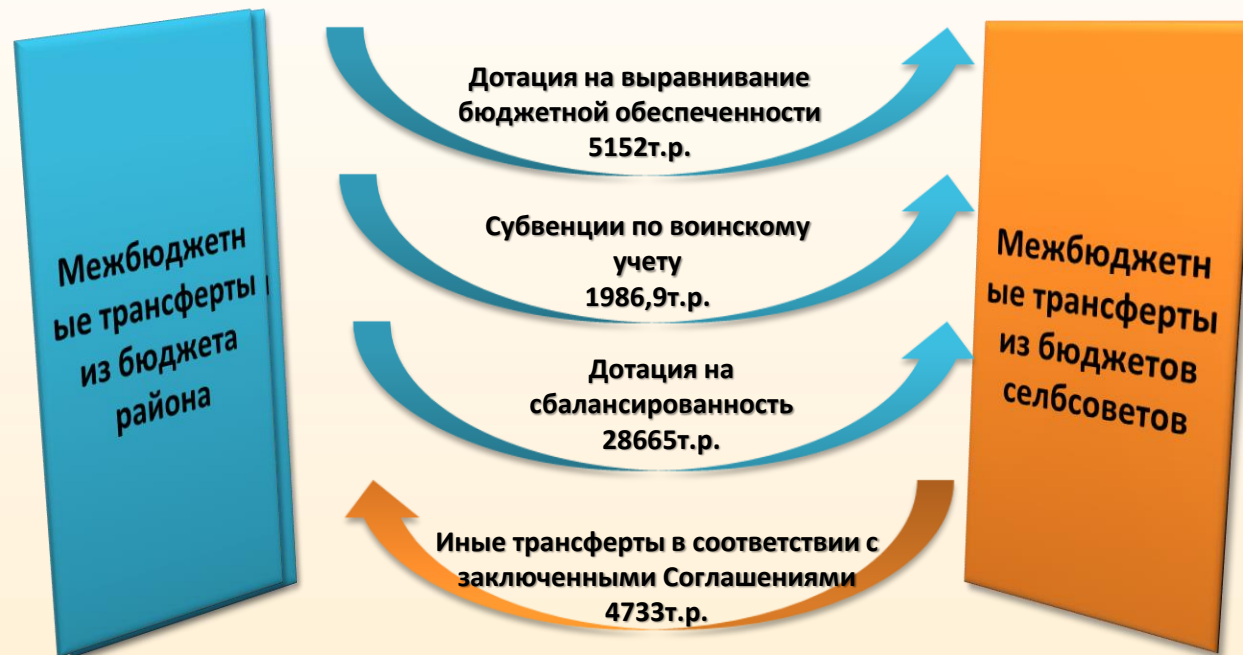 Межбюджетн
ые трансферты
из бюджета
района
Дотация на выравнивание
бюджетной обеспеченности
5152т.р.
Субвенции по воинскому
учету
1986,9т.р.
Дотация на
сбалансированность
28665т.р.
Иные трансферты в соответствии с
заключенными Соглашениями
4733т.р.
Межбюджетн
ые трансферты
из бюджетов
селбсоветов